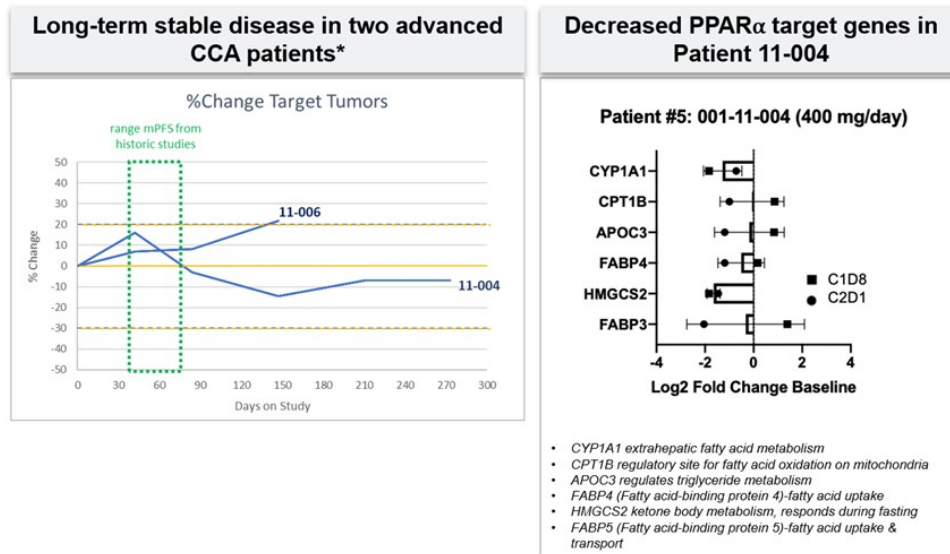 Long-term stable disease in two advanced
CCA patients*
%Change Target Tumors
range mPFS from
historic studies
50
40
30
20
10
0
-10
-20
-30
-40
-50
% Change
11-006
11-004
0 30 60 90 120 150 180 210 240 270 300
Days on Study
Decreased PPARα target genes in
Patient 11-004
Patient #5: 001-11-004 (400 mg/day)
CYP1A1
CPT1B
APOC3
FABP4
HMGCS2
FABP3
C1D8
C2D1
-4 -2 0 2 4
Log2 Fold Change Baseline
• CYP1A1 extrahepatic fatty acid metabolism
• CPT1B regulatory site for fatty acid oxidation on mitochondria
• APOC3 regulates triglyceride metabolism
• FABP4 (Fatty acid-binding protein 4)-fatty acid uptake
• HMGCS2 ketone body metabolism, responds during fasting
• FABP5 (Fatty acid-binding protein 5)-fatty acid uptake &
transport